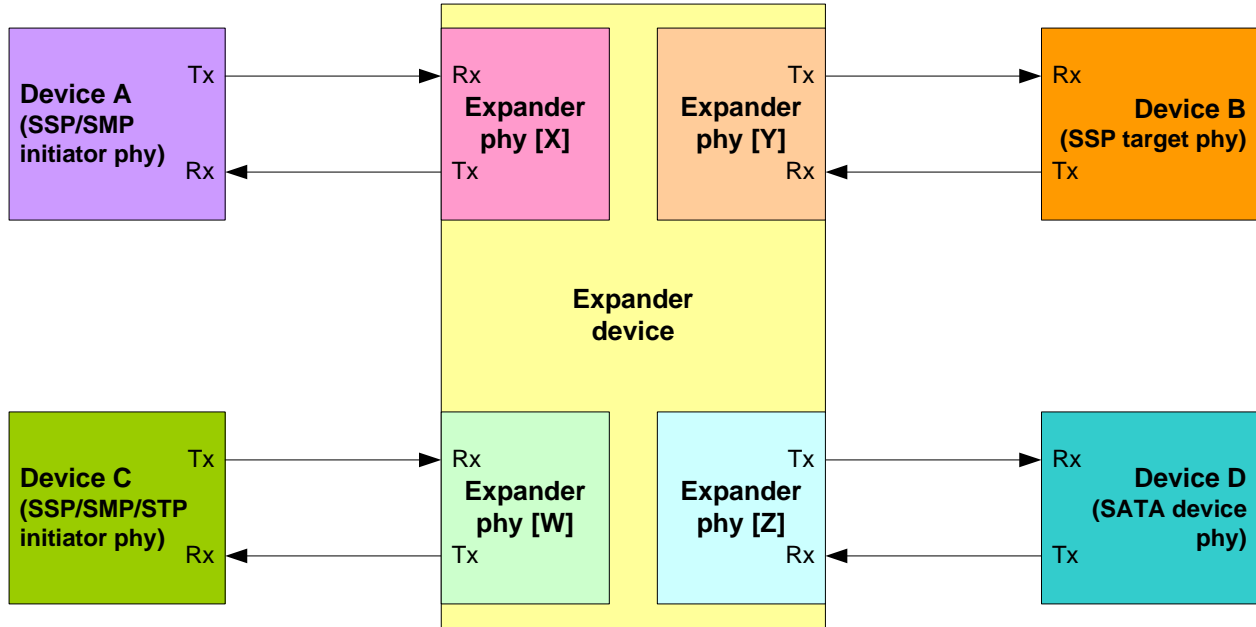 Device A
(SSP/SMP
initiator phy)
Tx
Rx
Rx
Expander
phy [X]
Tx
Tx
Expander
phy [Y]
Rx
Rx
Device B
(SSP target phy)
Tx
Expander
device
Device C
(SSP/SMP/STP
initiator phy)
Tx
Rx
Rx
Expander
phy [W]
Tx
Tx
Expander
phy [Z]
Rx
Rx
Device D
(SATA device
phy)
Tx